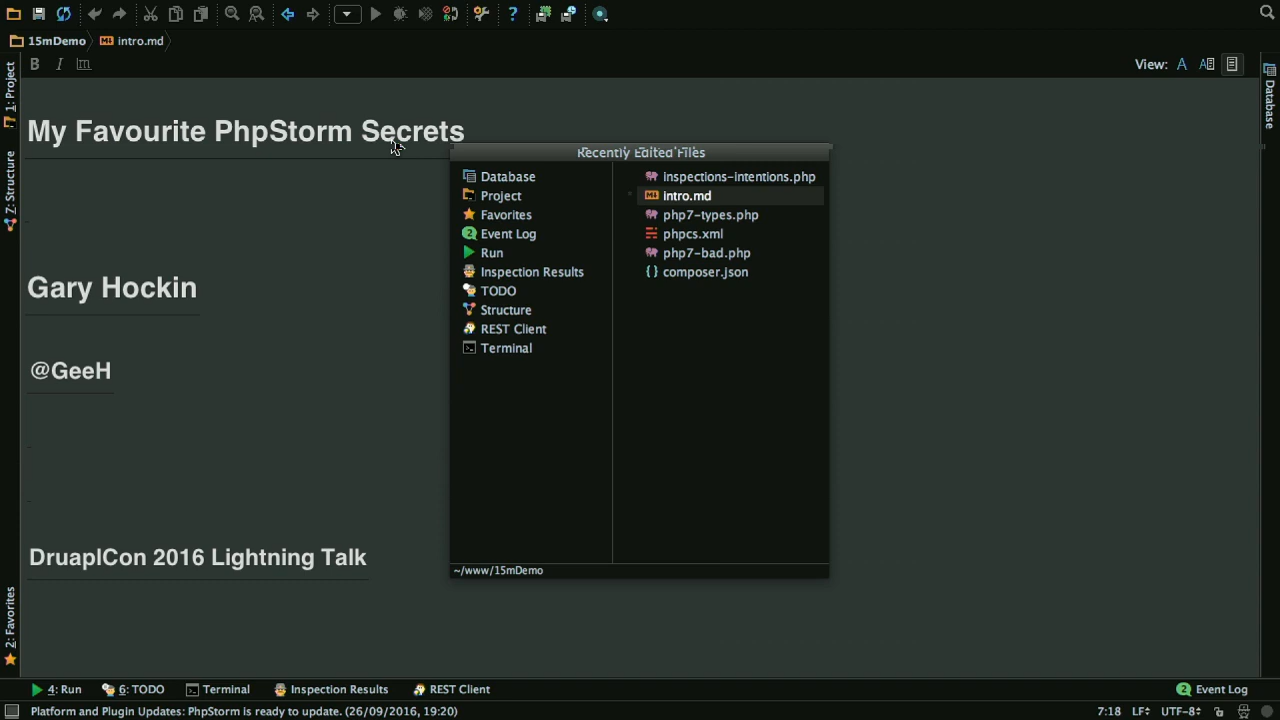 15mDemo
intro.md
B I m
View: A A
1: Project
Z: Structure
2: Favorites
Database
My Favourite PhpStorm Secrets
Gary Hockin
@GeeH
DruaplCon 2016 Lightning Talk
Recently Edited Files
Database
Project
Favorites
2 Event Log
Run
Inspection Results
TODO
Structure
REST Client
Terminal
inspections-intentions.php
intro.md
php7-types.php
phpcs.xml
php7-bad.php
composer.json
~/www/15mDemo
4: Run
6: TODO
Terminal
Inspection Results
REST Client
2 Event Log
Platform and Plugin Updates: PhpStorm is ready to update. (26/09/2016, 19:20)
7:18 LF UTF-8